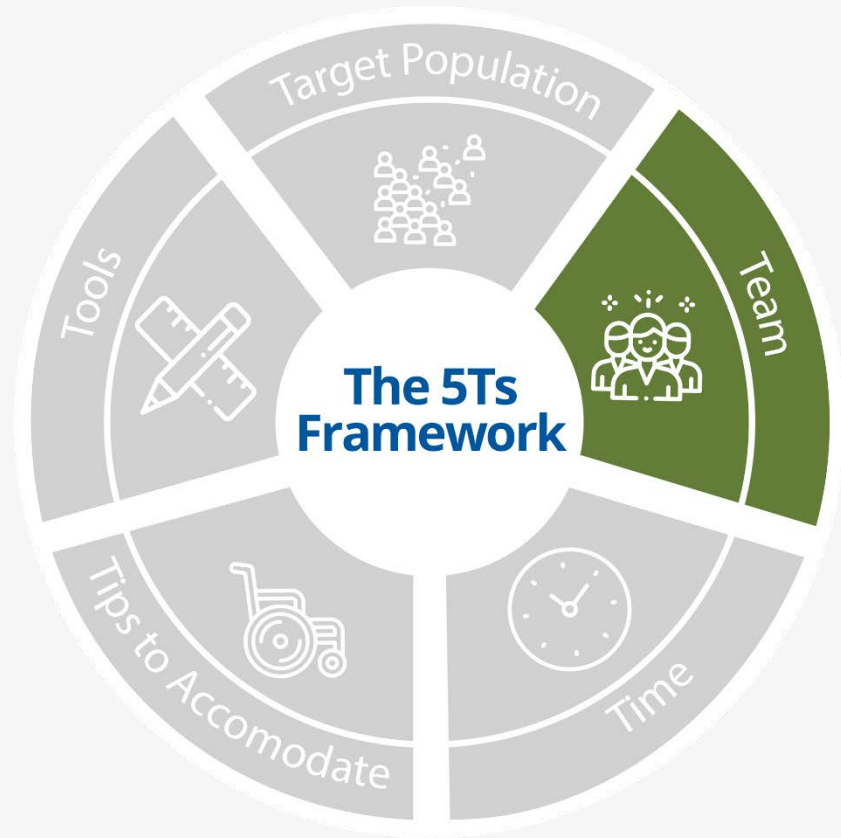 Target Population
Team
Time
Tips to Accomodate
Tools
The 5Ts
Framework